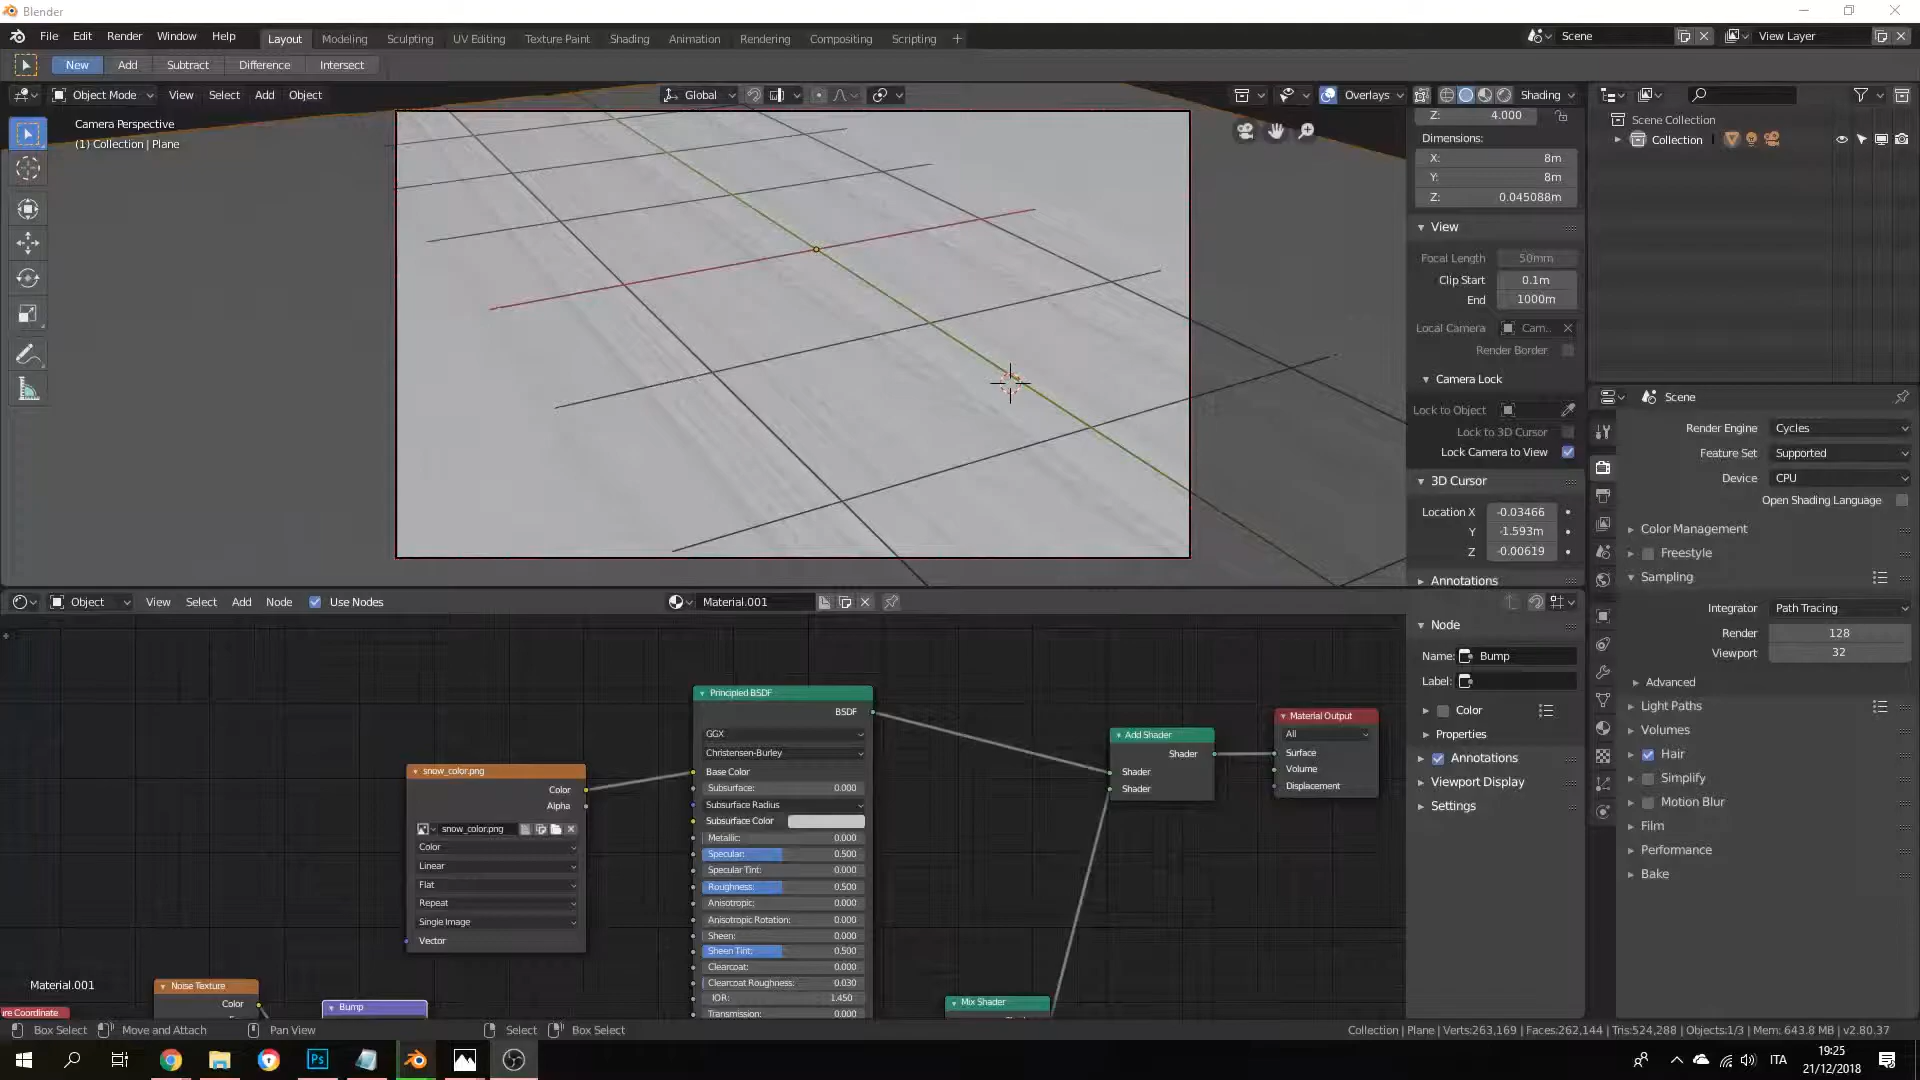 Blender
File Edit Render Window Help Layout Modeling Sculpting UV Editing Texture Paint Shading Animation Rendering Compositing Scripting + Scene View Layer
New Add Subtract Difference Intersect
Object Mode View Select Add Object Global Overlays Shading
Camera Perspective
(1) Collection | Plane
Z: 4.000
Dimensions:
X: 8m
Y: 8m
Z: 0.045088m
View
Focal Length 50mm
Clip Start 0.1m
End 1000m
Local Camera Cam..
Render Border
Camera Lock
Lock to Object
Lock to 3D Cursor
Lock Camera to View
3D Cursor
Location X -0.03466
Y -1.593m
Z -0.00619
Annotations
Scene Collection
Collection
Scene
Render Engine Cycles
Feature Set Supported
Device CPU
Open Shading Language
Color Management
Freestyle
Sampling
Integrator Path Tracing
Render 128
Viewport 32
Advanced
Light Paths
Volumes
Hair
Simplify
Motion Blur
Film
Performance
Bake
Object View Select Add Node Use Nodes Material.001
Node
Name: Bump
Label:
Color
Properties
Annotations
Viewport Display
Settings
Principled BSDF
BSDF
GGX
Christensen-Burley
Base Color
Subsurface: 0.000
Subsurface Radius
Subsurface Color
Metallic: 0.000
Specular: 0.500
Specular Tint: 0.000
Roughness: 0.500
Anisotropic: 0.000
Anisotropic Rotation: 0.000
Sheen: 0.000
Sheen Tint: 0.500
Clearcoat: 0.000
Clearcoat Roughness: 0.030
IOR: 1.450
Transmission: 0.000
snow_color.png
Color
Alpha
snow_color.png
Color
Linear
Flat
Repeat
Single Image
Vector
Add Shader
Shader
Shader
Shader
Material Output
All
Surface
Volume
Displacement
Material.001
Noise Texture
Color
Bump
Mix Shader
ure Coordinate
Box Select Move and Attach Pan View Select Box Select Collection | Plane | Verts:263,169 | Faces:262,144 | Tris:524,288 | Objects:1/3 | Mem: 643.8 MB | v2.80.37
Ps
ITA
19:25
21/12/2018